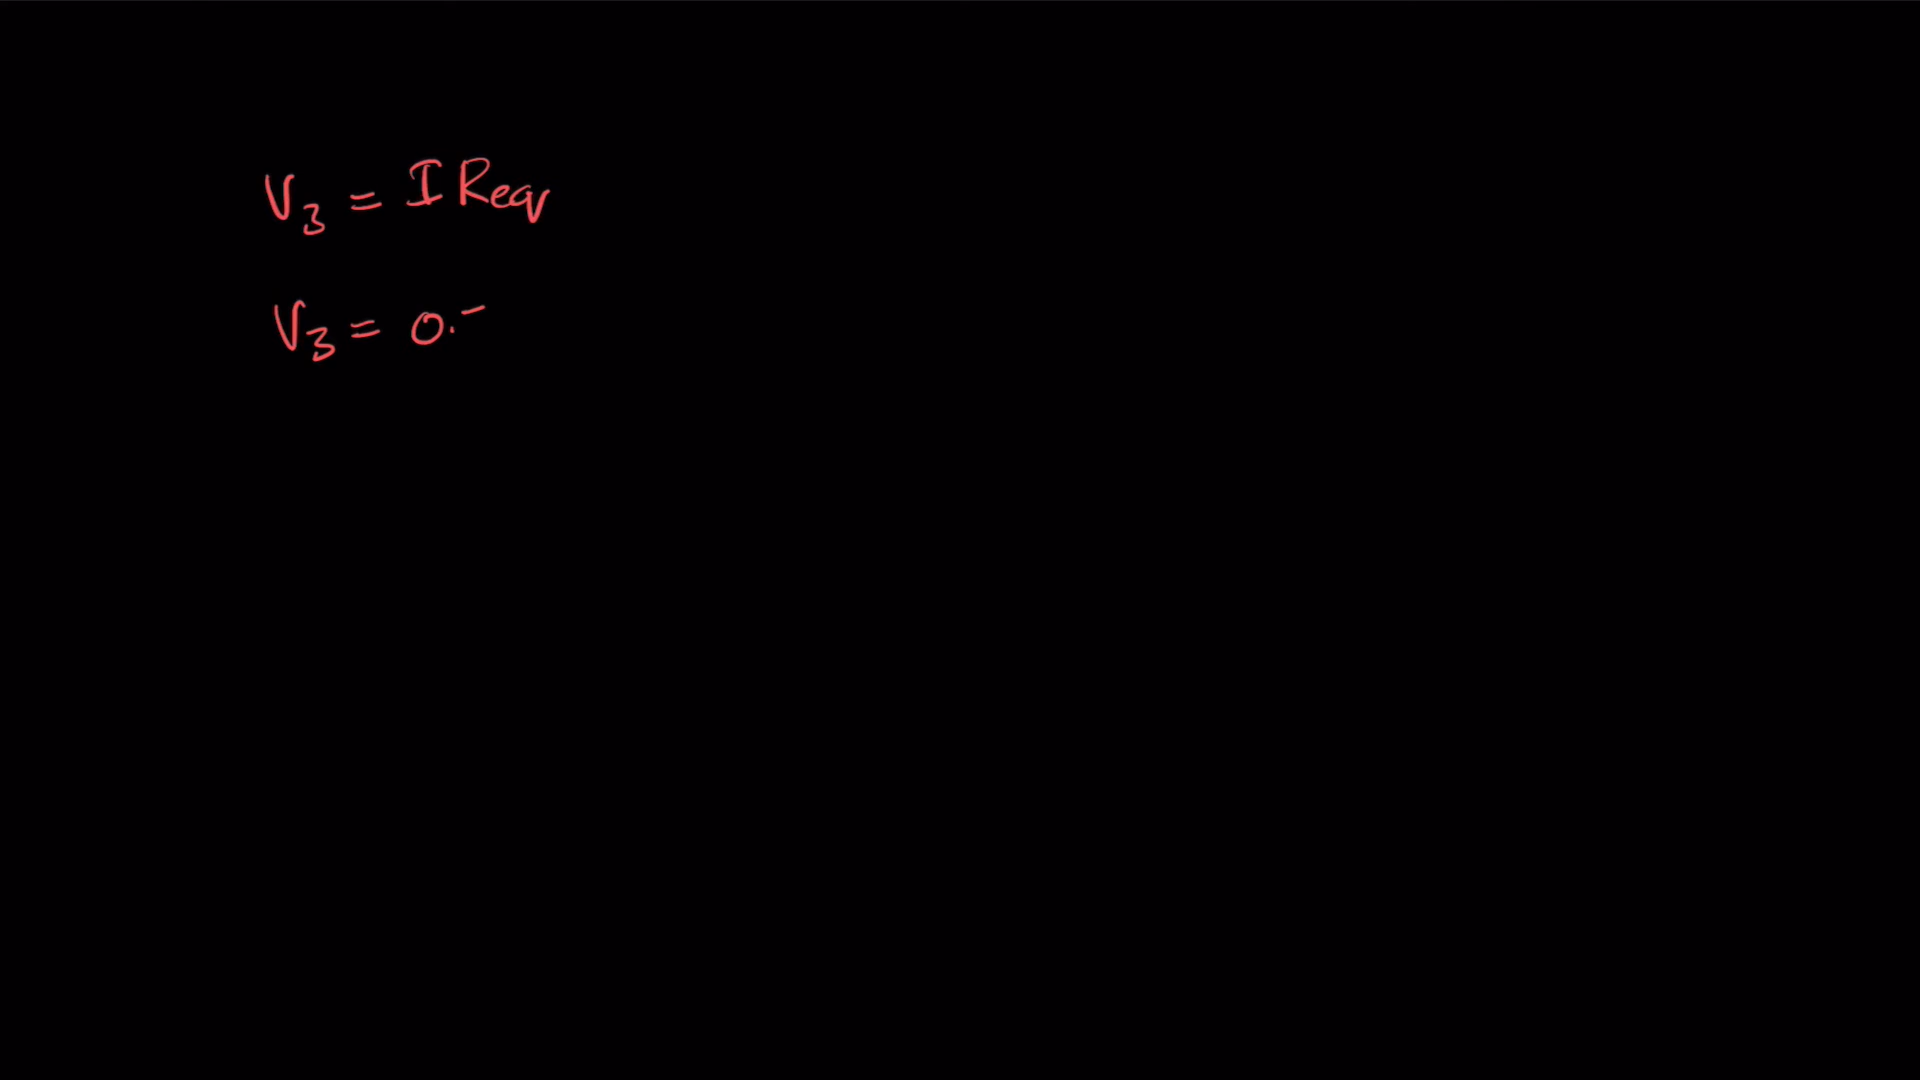 V₃ = I Req
V₃ = 0.